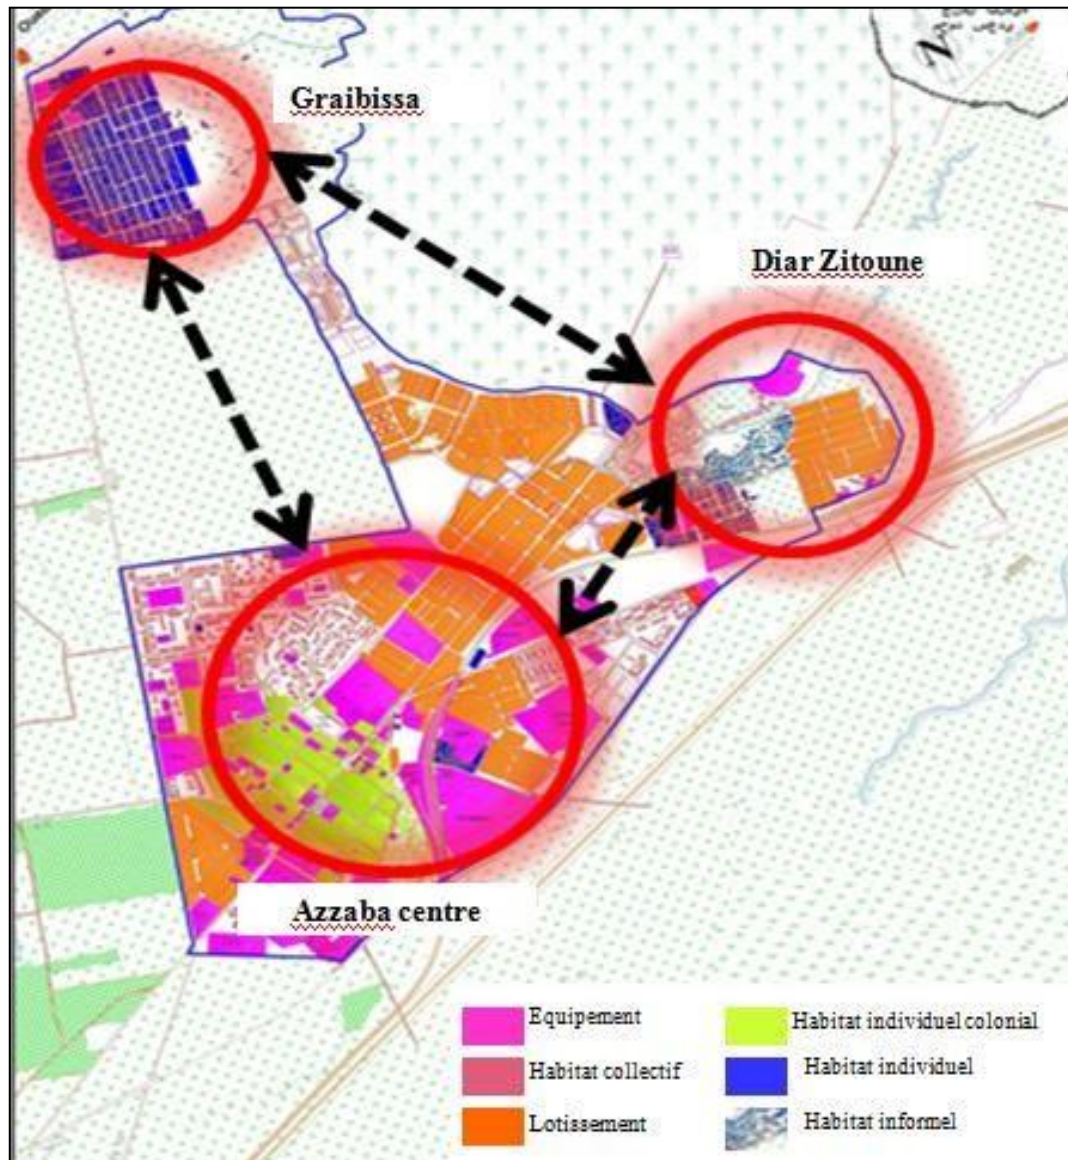 Graibissa
Diar Zitoune
Azzaba centre
Equipement
Habitat collectif
Lotissement
Habitat individuel colonial
Habitat individuel
Habitat informel
N